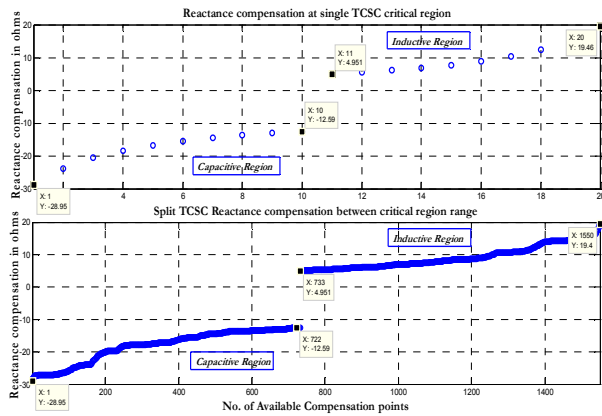 Reactance compensation at single TCSC critical region
Reactance compensation in ohms
20
10
0
-10
-20
-30
4
6
8
10
12
14
16
18
20
Inductive Region
Capacitive Region
X: 1
Y: -28.95
X: 10
Y: -12.59
X: 11
Y: 4.951
X: 20
Y: 19.46
Split TCSC Reactance compensation between critical region range
Reactance compensation in ohms
20
10
0
-10
-20
-30
200
400
600
800
1000
1200
1400
Inductive Region
Capacitive Region
X: 1
Y: -28.95
X: 722
Y: -12.59
X: 733
Y: 4.951
X: 1550
Y: 19.4
No. of Available Compensation points